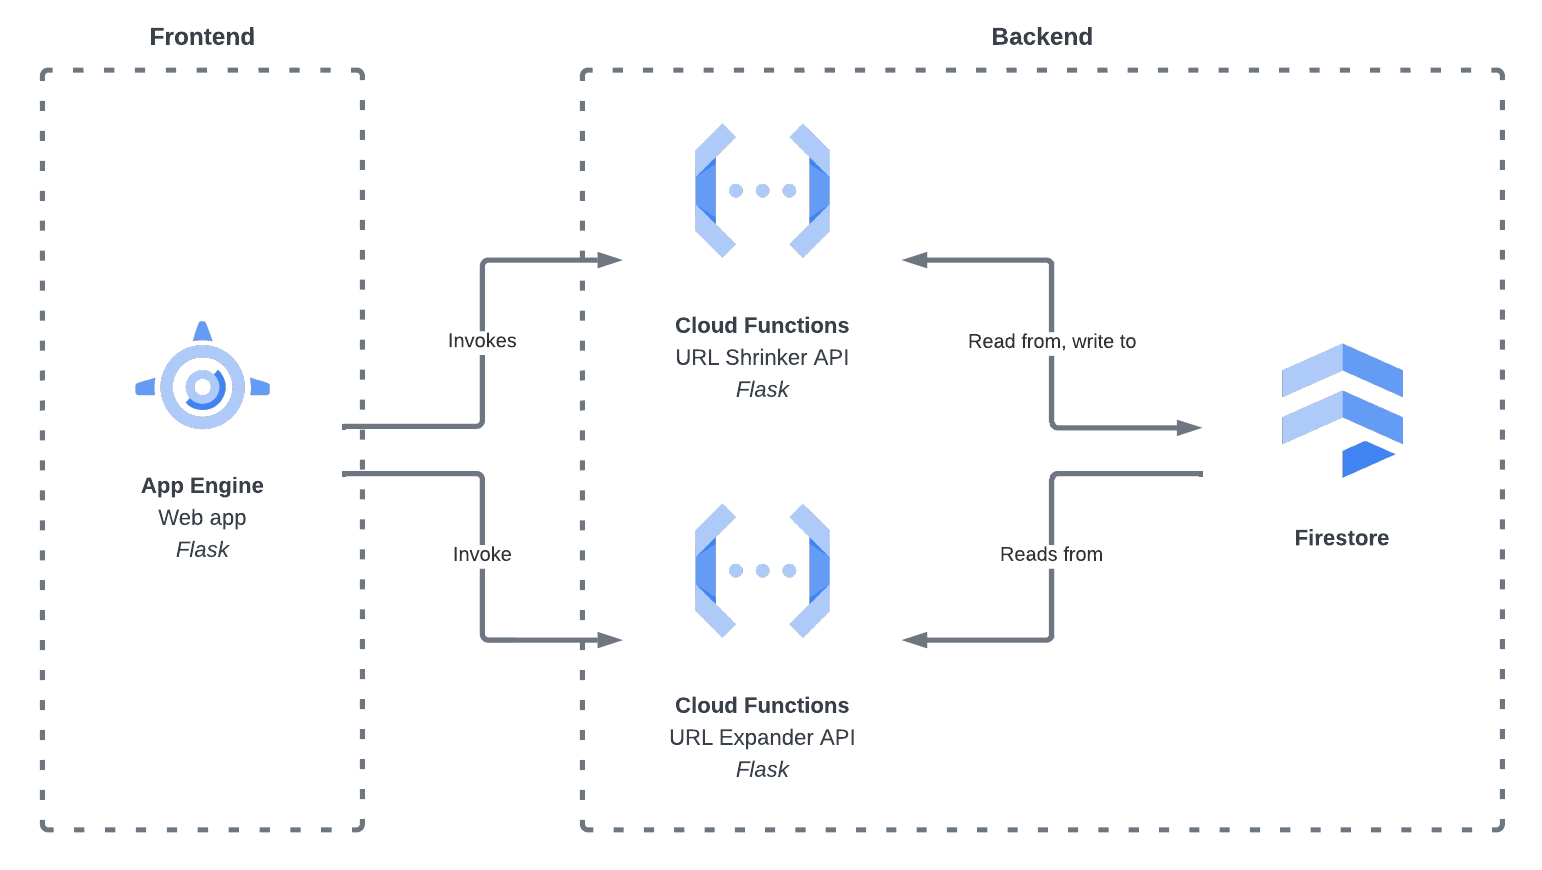 Frontend
Backend
App Engine
Web app
Flask
Invokes
Invoke
Cloud Functions
URL Shrinker API
Flask
Cloud Functions
URL Expander API
Flask
Read from, write to
Reads from
Firestore